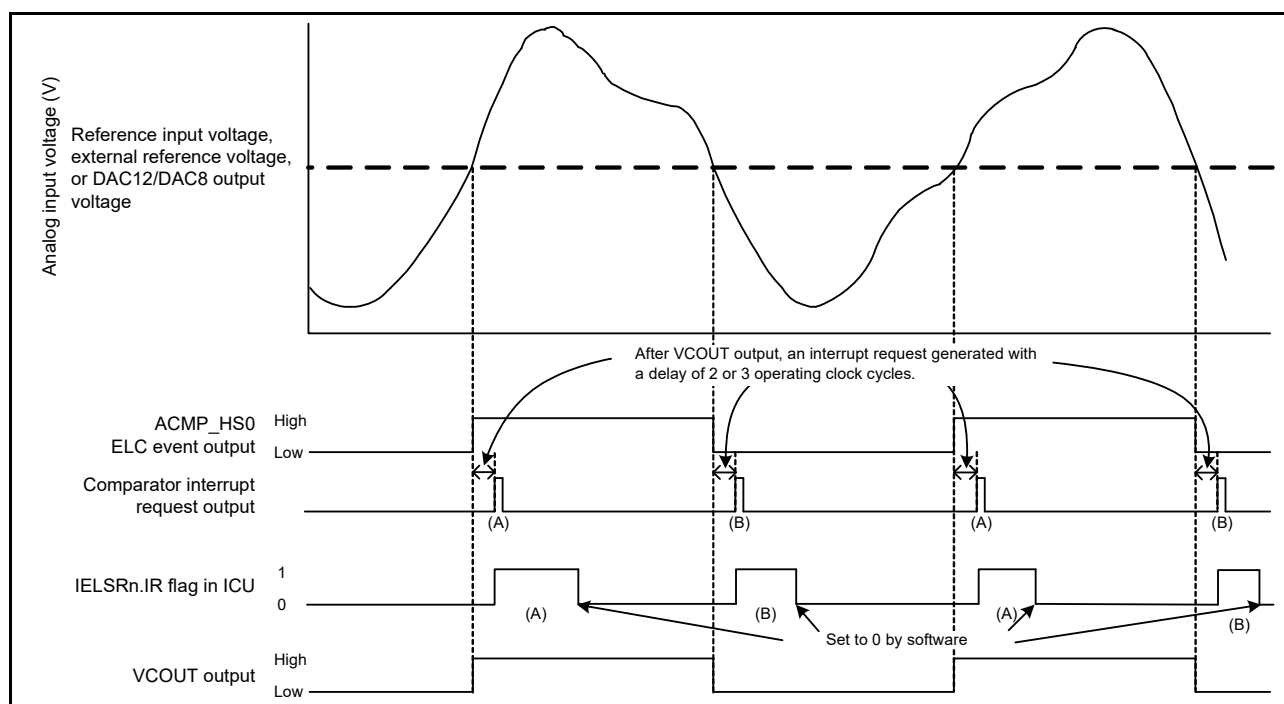 Analog input voltage (V)
Reference input voltage,
external reference voltage,
or DAC12/DAC8 output
voltage
After VCOUT output, an interrupt request generated with
a delay of 2 or 3 operating clock cycles.
ACMP_HS0
ELC event output
High
Low
Comparator interrupt
request output
(A)
(B)
(A)
(B)
IELSRn.IR flag in ICU
1
0
(A)
(B)
(A)
(B)
Set to 0 by software
VCOUT output
High
Low